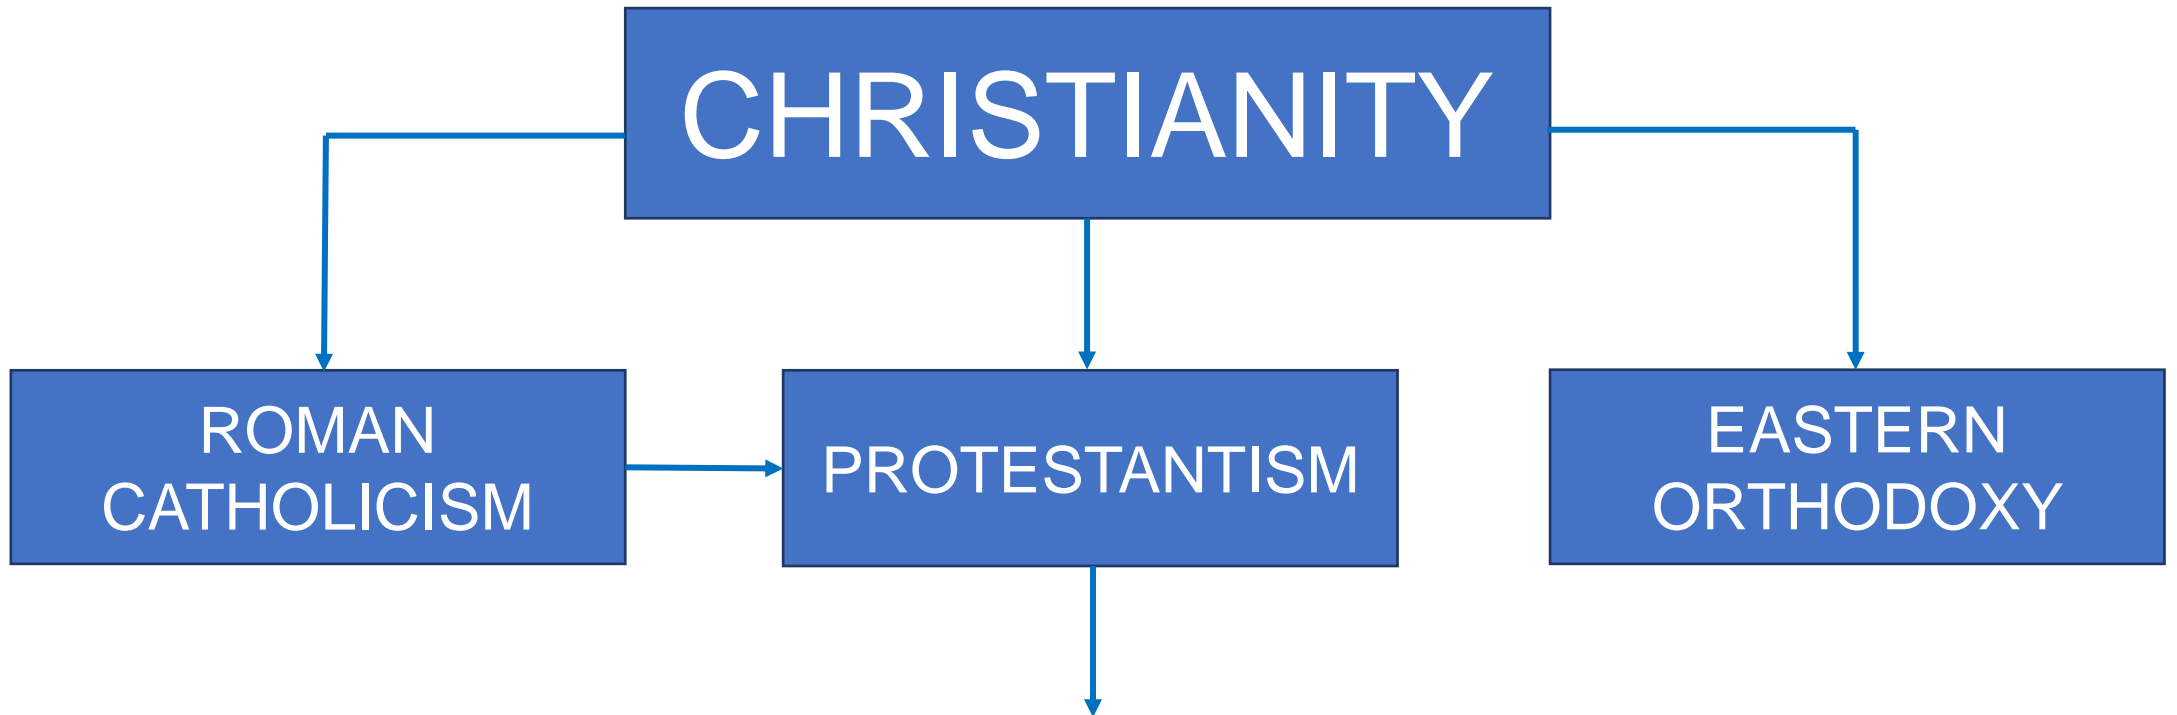 CHRISTIANITY
ROMAN
CATHOLICISM
PROTESTANTISM
EASTERN
ORTHODOXY